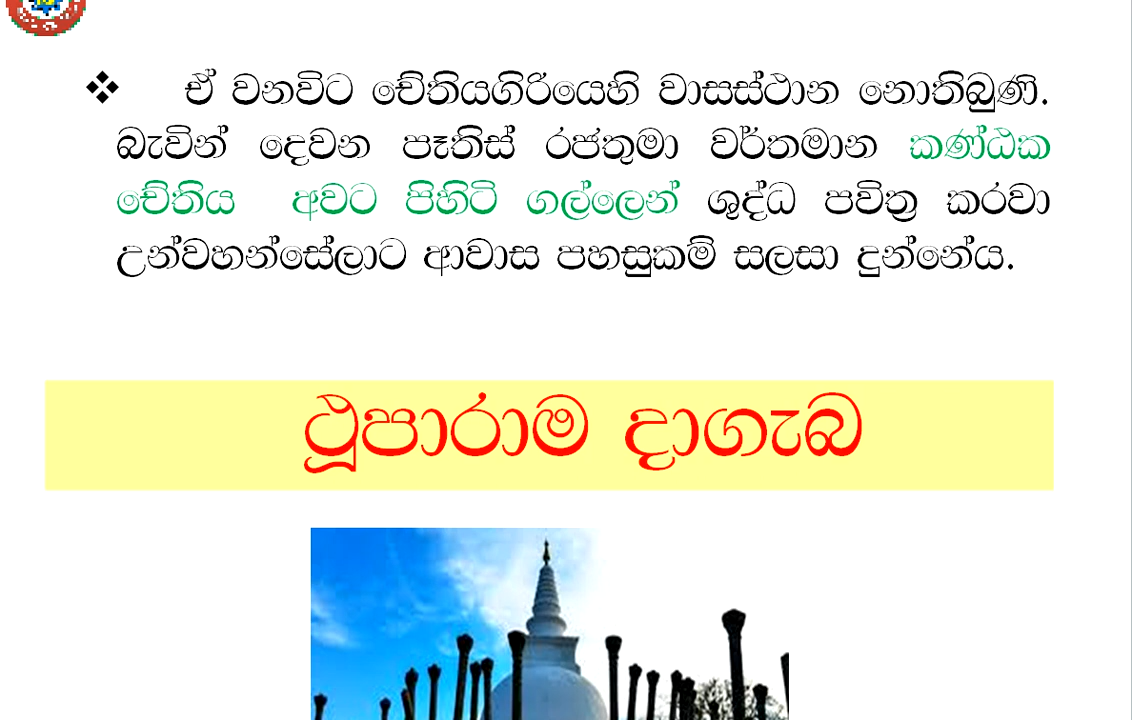 ❖ ඒ වනවිට චේතියගිරියෙහි වාසස්ථාන නොතිබුණි.
බැවින් දෙවන පෑතිස් රජතුමා වර්තමාන කණ්ඨක
චේතිය අවට පිහිටි ගල්ලෙන් ශුද්ධ පවිත්‍ර කරවා
උන්වහන්සේලාට ආවාස පහසුකම් සලසා දුන්නේය.
ථූපාරාම දාගැබ